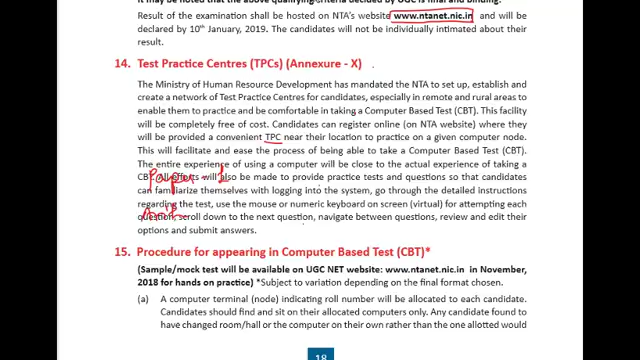 It may be noted that the above qualifying criteria decided by UGC is final and binding.
Result of the examination shall be hosted on NTA's website www.ntanet.nic.in and will be
declared by 10th January, 2019. The candidates will not be individually intimated about their
result.
14. Test Practice Centres (TPCs) (Annexure - X)
The Ministry of Human Resource Development has mandated the NTA to set up, establish and
create a network of Test Practice Centres for candidates, especially in remote and rural areas to
enable them to practice and be comfortable in taking a Computer Based Test (CBT). This facility
will be completely free of cost. Candidates can register online (on NTA website) where they
will be provided a convenient TPC near their location to practice on a given computer node.
This will facilitate and ease the process of being able to take a Computer Based Test (CBT).
The entire experience of using a computer will be close to the actual experience of taking a
CBT. All efforts will also be made to provide practice tests and questions so that candidates
Paper - 1
can familiarize themselves with logging into the system, go through the detailed instructions
regarding the test, use the mouse or numeric keyboard on screen (virtual) for attempting each
question, scroll down to the next question, navigate between questions, review and edit their
options and submit answers.
15. Procedure for appearing in Computer Based Test (CBT)*
(Sample/mock test will be available on UGC NET website: www.ntanet.nic.in in November,
2018 for hands on practice) *Subject to variation depending on the final format chosen.
(a) A computer terminal (node) indicating roll number will be allocated to each candidate.
Candidates should find and sit on their allocated computers only. Any candidate found to
have changed room/hall or the computer on their own rather than the one allotted would
18